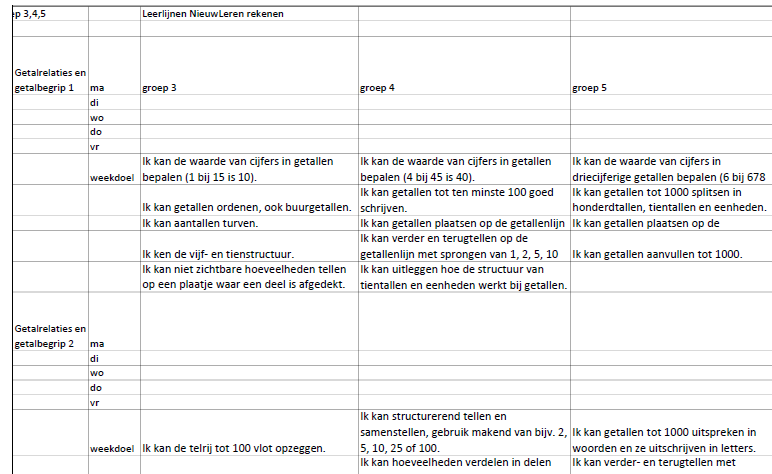 p 3,4,5 Leerlijnen NieuwLeren rekenen
Getalrelaties en
getalbegrip 1 ma groep 3 groep 4 groep 5
di
wo
do
vr
weekdoel
Ik kan de waarde van cijfers in getallen
bepalen (1 bij 15 is 10).
Ik kan de waarde van cijfers in getallen
bepalen (4 bij 45 is 40).
Ik kan de waarde van cijfers in
driecijferige getallen bepalen (6 bij 678
Ik kan getallen ordenen, ook buurgetallen.
Ik kan getallen tot ten minste 100 goed
schrijven.
Ik kan getallen tot 1000 splitsen in
honderdtallen, tientallen en eenheden.
Ik kan aantallen turven.
Ik kan getallen plaatsen op de getallenlijn
Ik kan getallen plaatsen op de
Ik ken de vijf- en tienstructuur.
Ik kan verder en terugtellen op de
getallenlijn met sprongen van 1, 2, 5, 10
Ik kan getallen aanvullen tot 1000.
Ik kan niet zichtbare hoeveelheden tellen
op een plaatje waar een deel is afgedekt.
Ik kan uitleggen hoe de structuur van
tientallen en eenheden werkt bij getallen.
Getalrelaties en
getalbegrip 2 ma
di
wo
do
vr
weekdoel
Ik kan de telrij tot 100 vlot opzeggen.
Ik kan structurerend tellen en
samenstellen, gebruik makend van bijv. 2,
5, 10, 25 of 100.
Ik kan getallen tot 1000 uitspreken in
woorden en ze uitschrijven in letters.
Ik kan hoeveelheden verdelen in delen
Ik kan verder- en terugtellen met